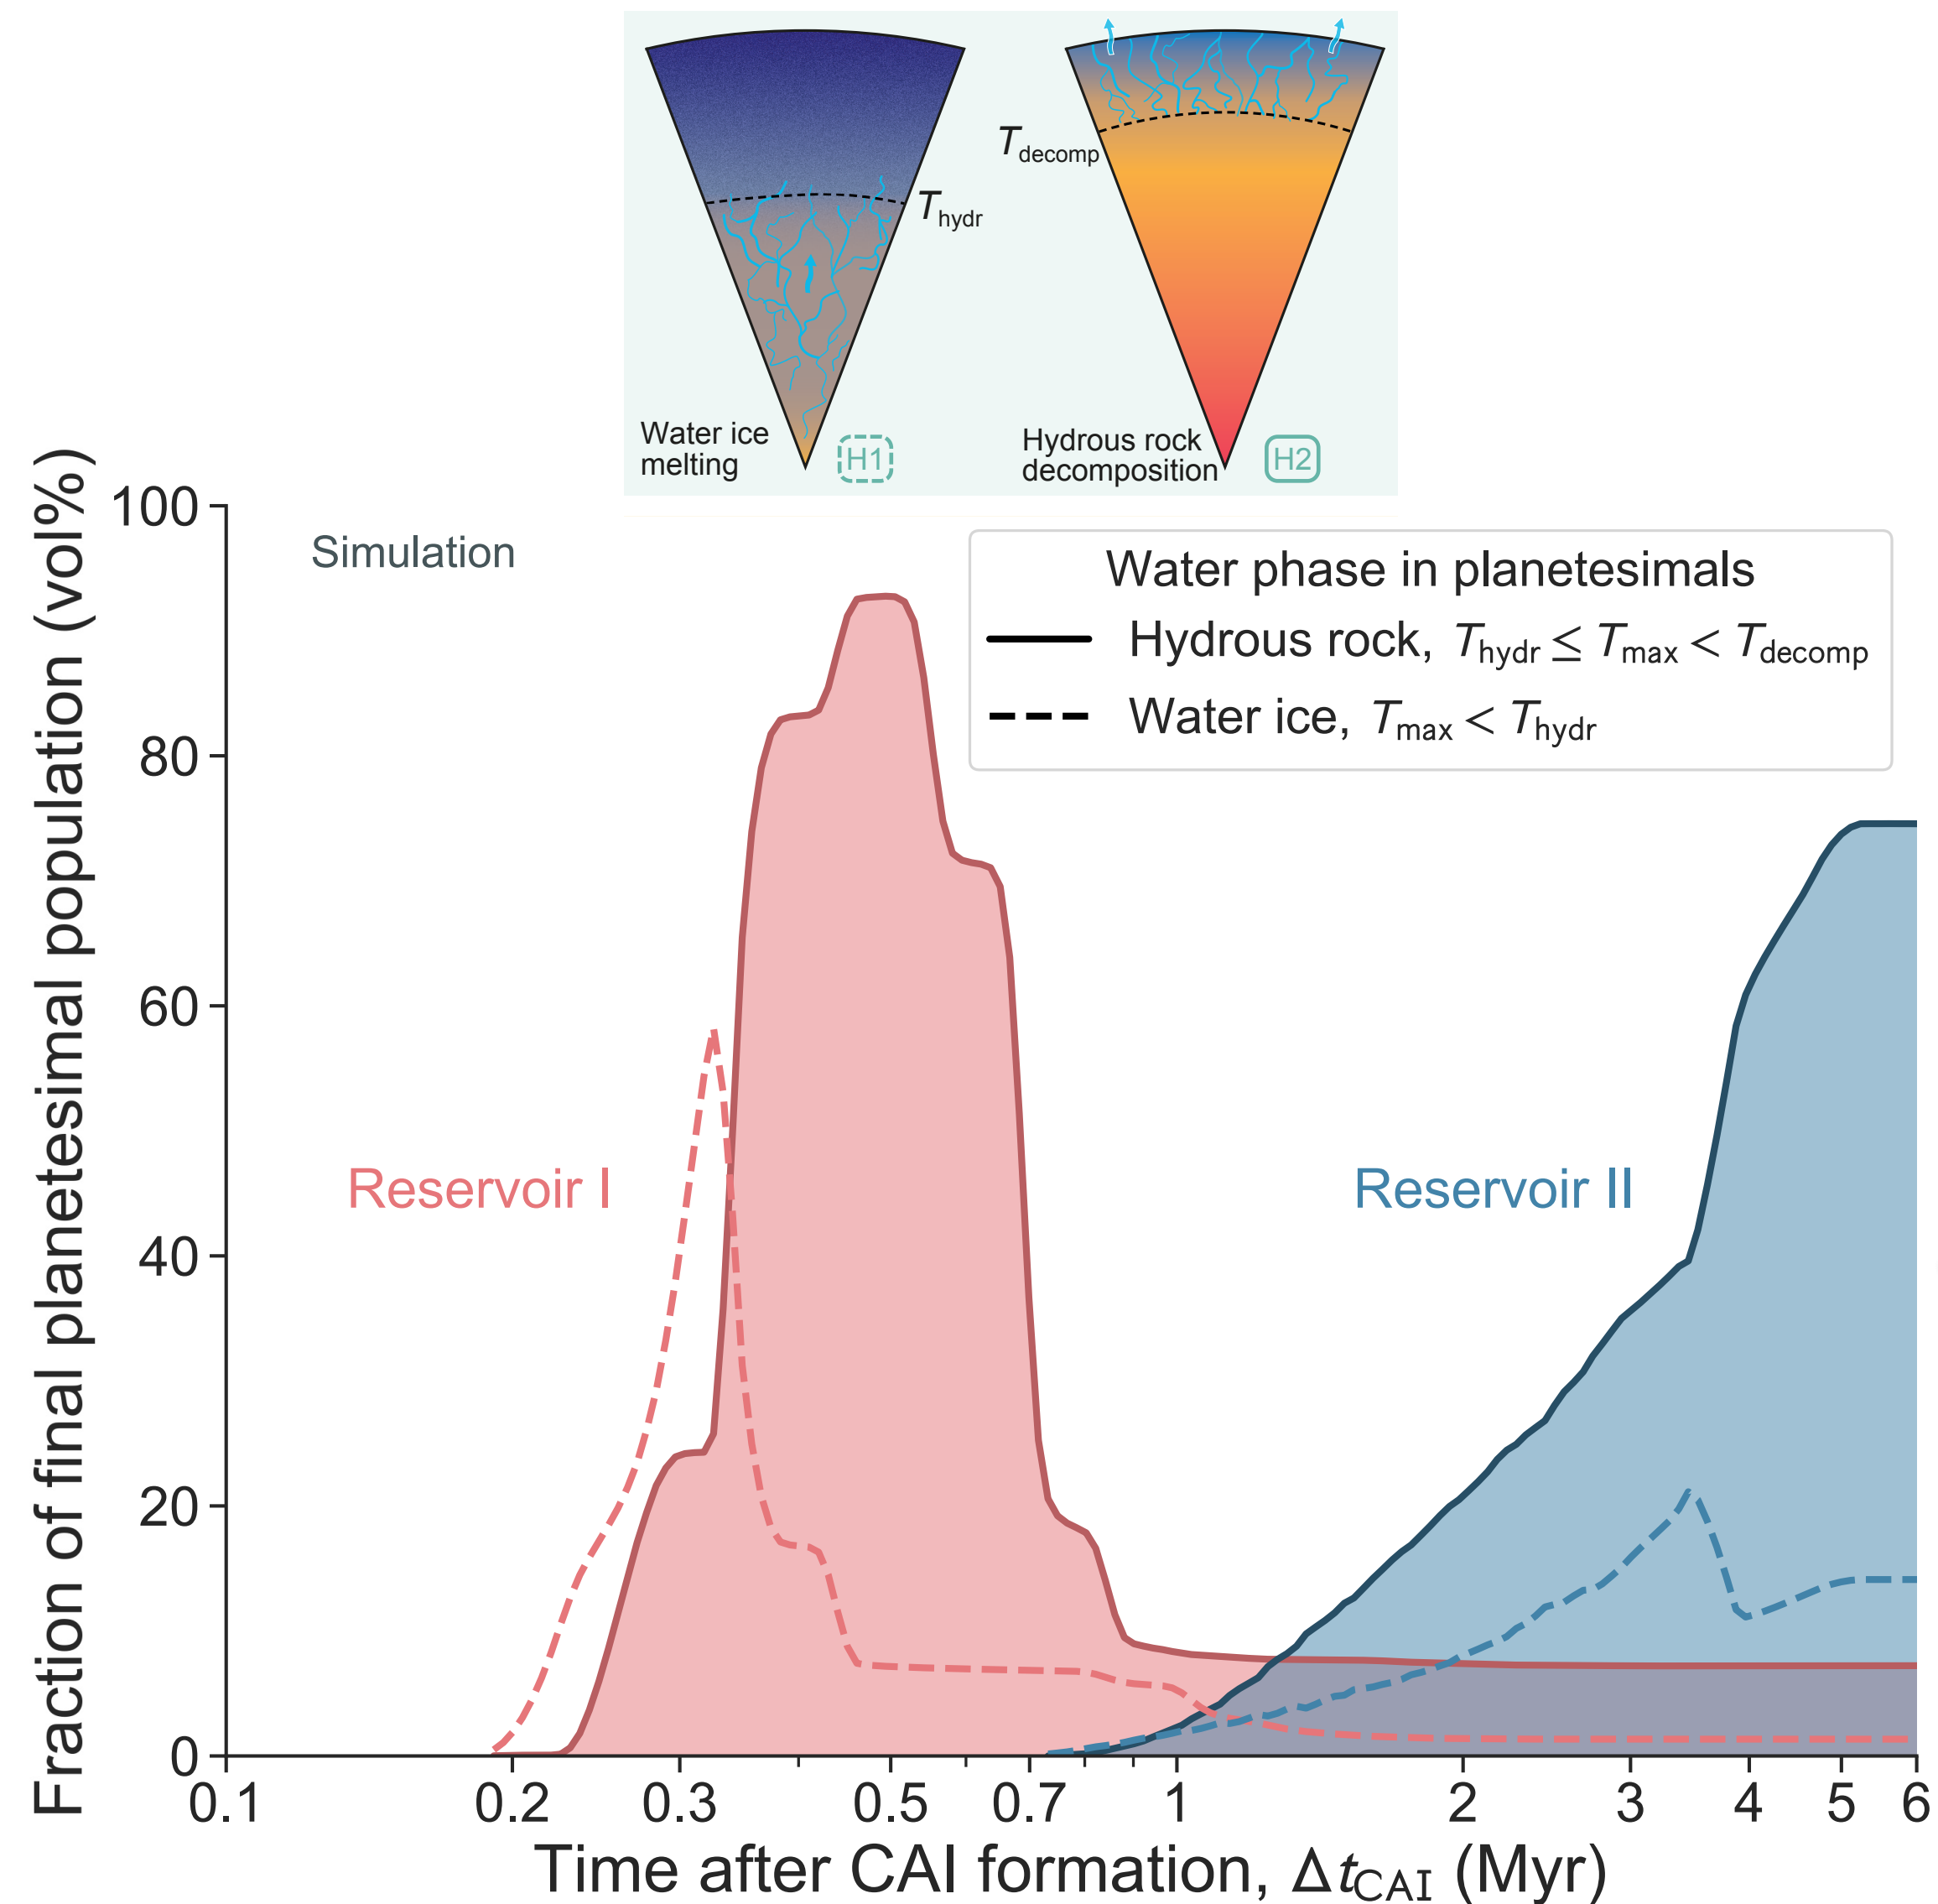 T_decomp
T_hydr
Water ice
melting
H1
Hydrous rock
decomposition
H2
Fraction of final planetesimal population (vol%)
100
80
60
40
20
0
Simulation
Water phase in planetesimals
Hydrous rock, T_hydr ≤ T_max < T_decomp
Water ice, T_max < T_hydr
Reservoir I
Reservoir II
0.1 0.2 0.3 0.5 0.7 1 2 3 4 5 6
Time after CAI formation, Δt_CAI (Myr)